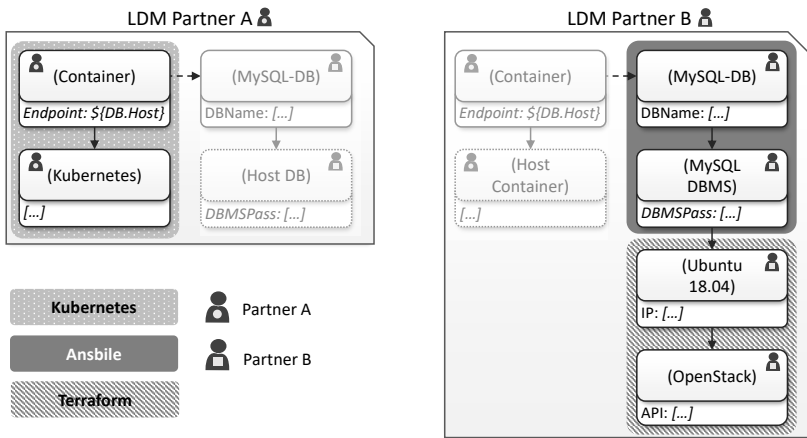 LDM Partner A
(Container)
Endpoint: ${DB.Host}
(MySQL-DB)
DBName: [...]
(Kubernetes)
[...]
(Host DB)
DBMSPass: [...]
Kubernetes
Ansbile
Terraform
Partner A
Partner B
LDM Partner B
(Container)
Endpoint: ${DB.Host}
(MySQL-DB)
DBName: [...]
(Host
Container)
[...]
(MySQL
DBMS)
DBMSPass: [...]
(Ubuntu
18.04)
IP: [...]
(OpenStack)
API: [...]